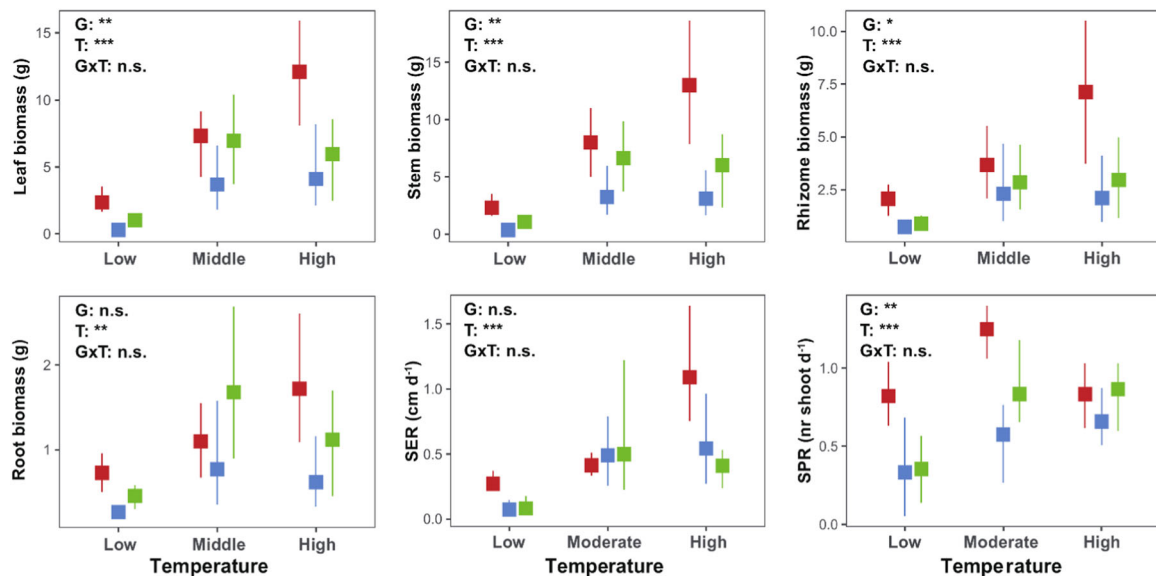 Leaf biomass (g)
15
10
5
0
G: **
T: ***
GxT: n.s.
Low Middle High
Stem biomass (g)
15
10
5
0
G: **
T: ***
GxT: n.s.
Low Middle High
Rhizome biomass (g)
10.0
7.5
5.0
2.5
G: *
T: ***
GxT: n.s.
Low Middle High
Root biomass (g)
2
1
G: n.s.
T: **
GxT: n.s.
Low Middle High
Temperature
SER (cm d-1)
1.5
1.0
0.5
0.0
G: n.s.
T: ***
GxT: n.s.
Low Moderate High
Temperature
SPR (nr shoot d-1)
1.0
0.5
0.0
G: **
T: ***
GxT: n.s.
Low Moderate High
Temperature